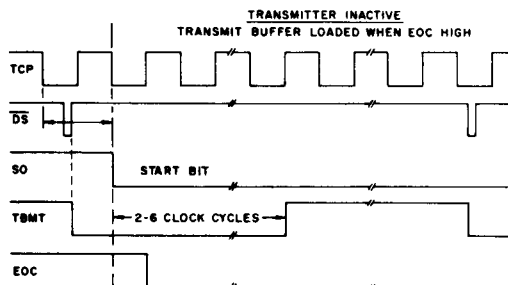 TRANSMITTER INACTIVE
TRANSMIT BUFFER LOADED WHEN EOC HIGH
TCP
DS
SO
START BIT
TBMT
2-6 CLOCK CYCLES
EOC